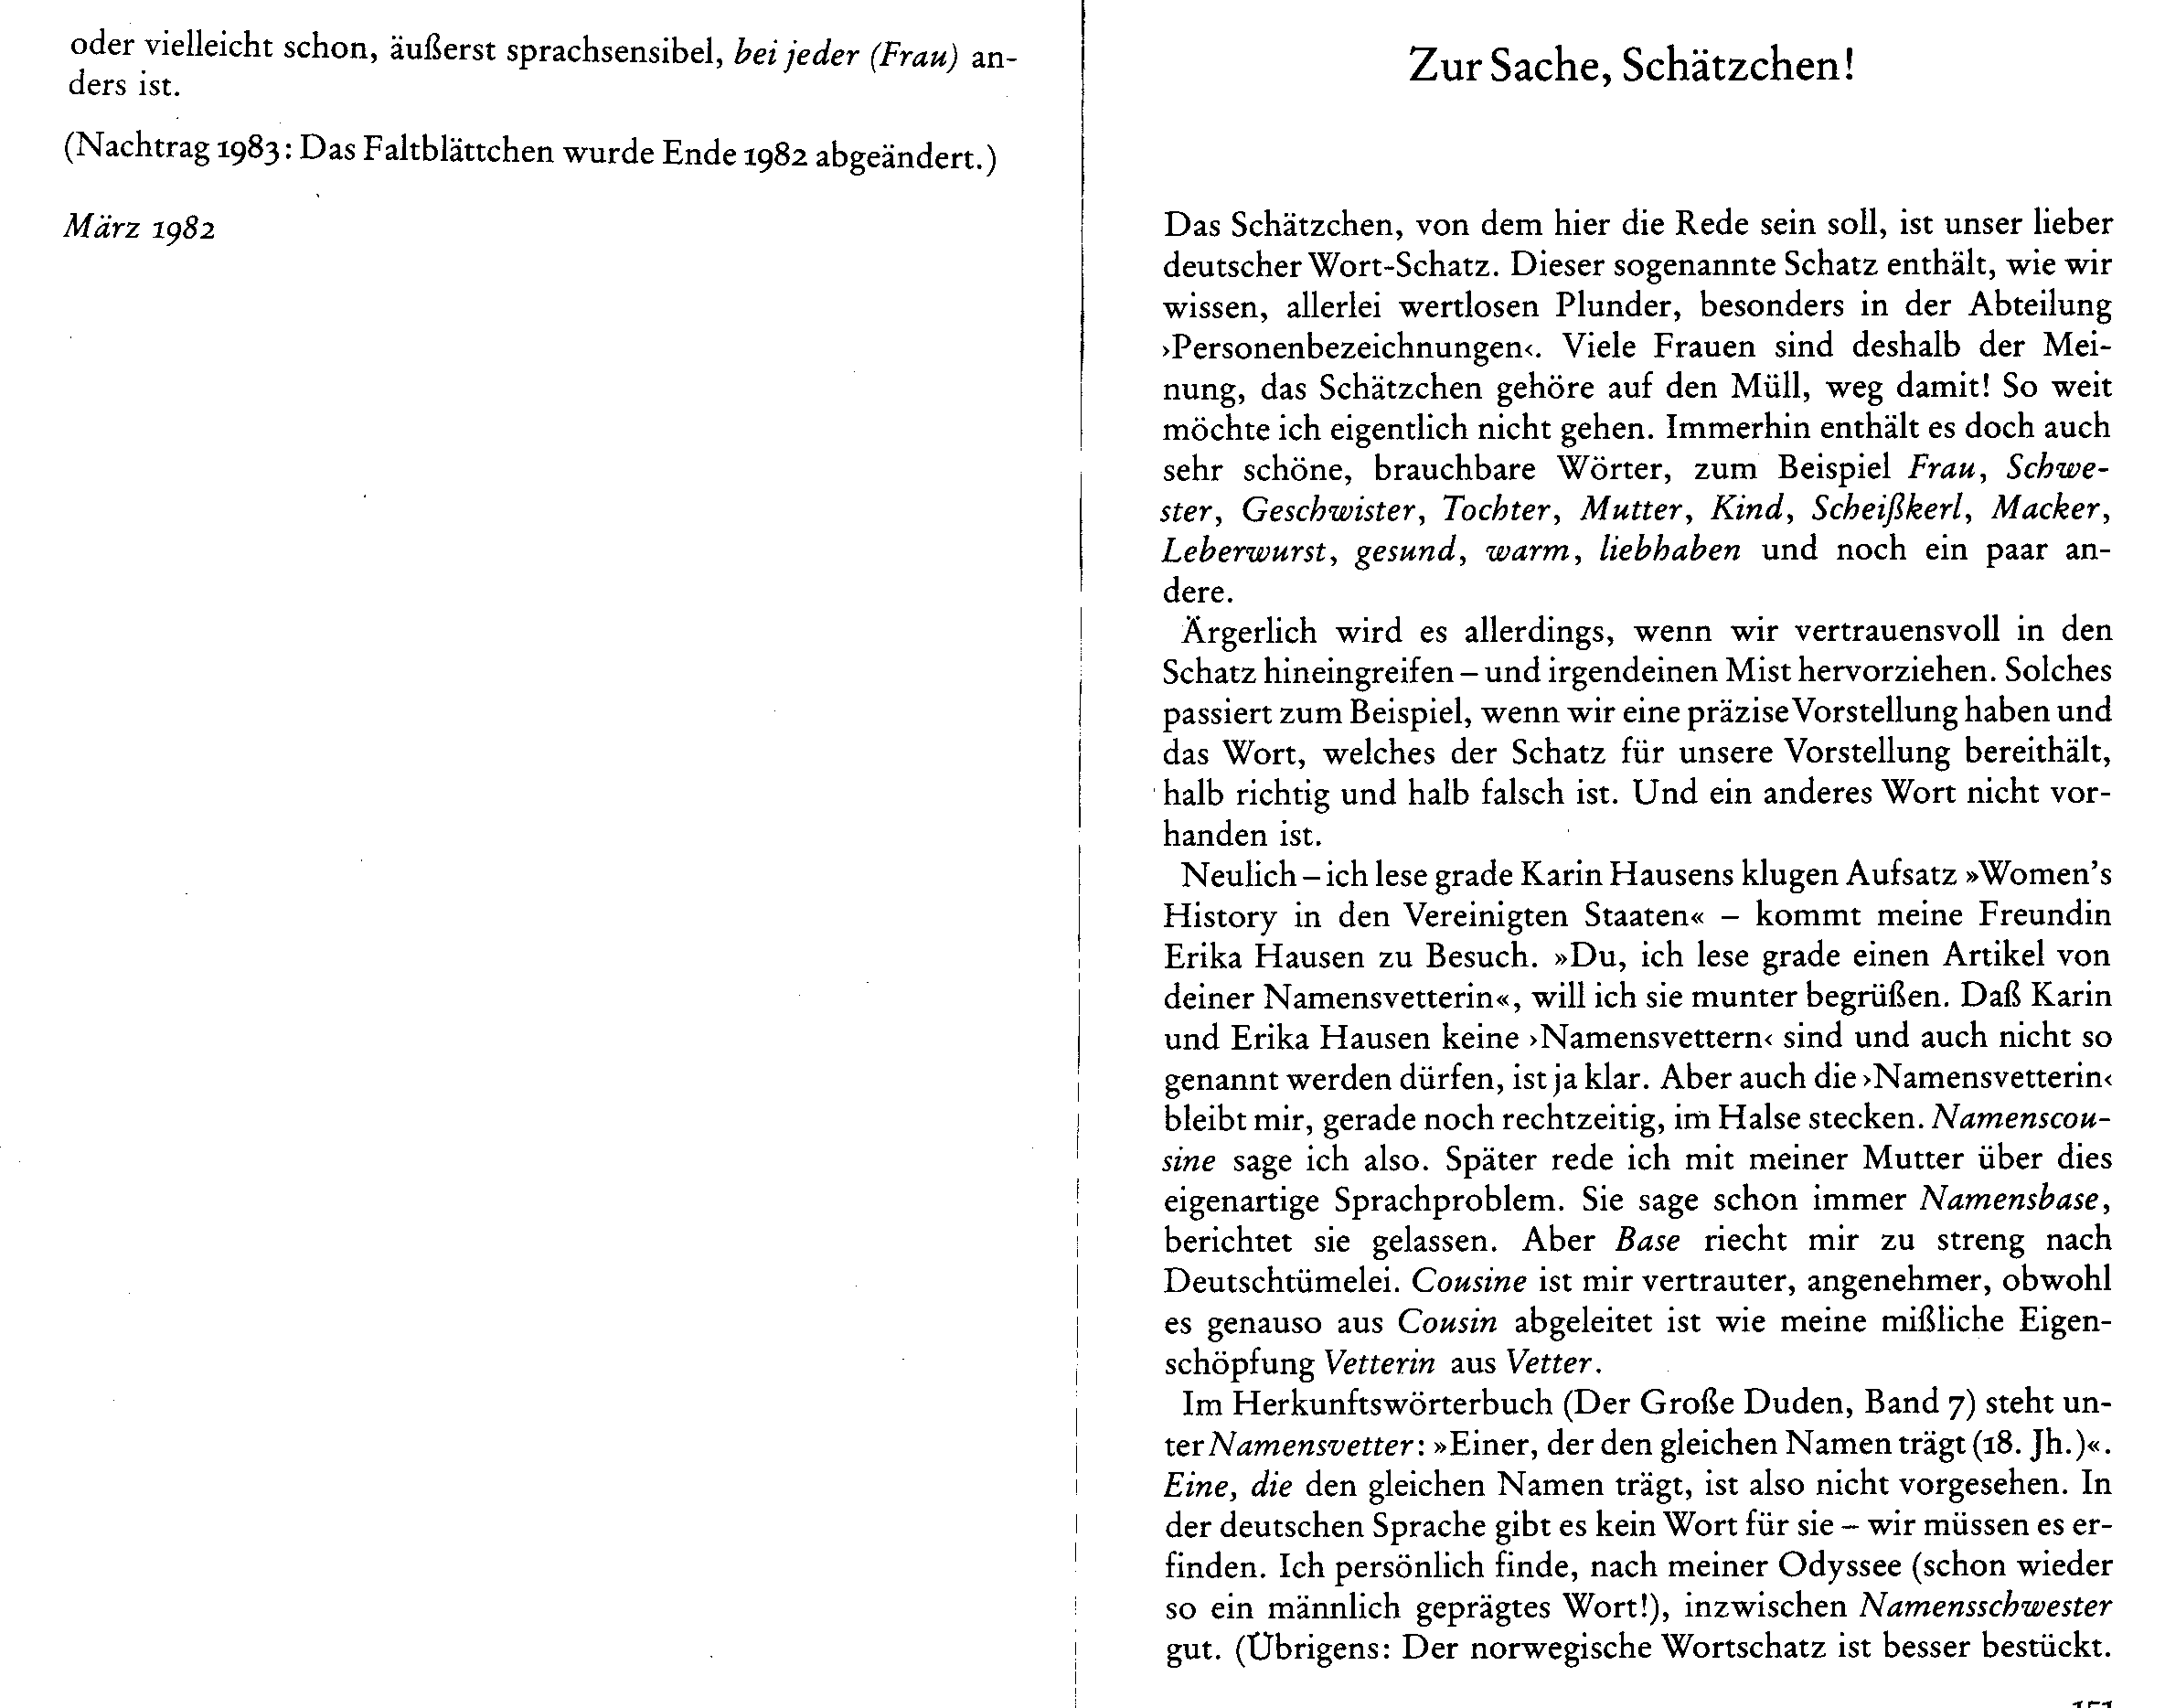 oder vielleicht schon, äußerst sprachsensibel, bei jeder (Frau) an-
ders ist.
(Nachtrag 1983: Das Faltblättchen wurde Ende 1982 abgeändert.)
März 1982
Zur Sache, Schätzchen!
Das Schätzchen, von dem hier die Rede sein soll, ist unser lieber
deutscher Wort-Schatz. Dieser sogenannte Schatz enthält, wie wir
wissen, allerlei wertlosen Plunder, besonders in der Abteilung
›Personenbezeichnungen‹. Viele Frauen sind deshalb der Mei-
nung, das Schätzchen gehöre auf den Müll, weg damit! So weit
möchte ich eigentlich nicht gehen. Immerhin enthält es doch auch
sehr schöne, brauchbare Wörter, zum Beispiel Frau, Schwe-
ster, Geschwister, Tochter, Mutter, Kind, Scheißkerl, Macker,
Leberwurst, gesund, warm, liebhaben und noch ein paar an-
dere.
Ärgerlich wird es allerdings, wenn wir vertrauensvoll in den
Schatz hineingreifen – und irgendeinen Mist hervorziehen. Solches
passiert zum Beispiel, wenn wir eine präzise Vorstellung haben und
das Wort, welches der Schatz für unsere Vorstellung bereithält,
halb richtig und halb falsch ist. Und ein anderes Wort nicht vor-
handen ist.
Neulich – ich lese grade Karin Hausens klugen Aufsatz »Women's
History in den Vereinigten Staaten« – kommt meine Freundin
Erika Hausen zu Besuch. »Du, ich lese grade einen Artikel von
deiner Namensvetterin«, will ich sie munter begrüßen. Daß Karin
und Erika Hausen keine ›Namensvettern‹ sind und auch nicht so
genannt werden dürfen, ist ja klar. Aber auch die ›Namensvetterin‹
bleibt mir, gerade noch rechtzeitig, im Halse stecken. Namenscou-
sine sage ich also. Später rede ich mit meiner Mutter über dies
eigenartige Sprachproblem. Sie sage schon immer Namensbase,
berichtet sie gelassen. Aber Base riecht mir zu streng nach
Deutschtümelei. Cousine ist mir vertrauter, angenehmer, obwohl
es genauso aus Cousin abgeleitet ist wie meine mißliche Eigen-
schöpfung Vetterin aus Vetter.
Im Herkunftswörterbuch (Der Große Duden, Band 7) steht un-
ter Namensvetter: »Einer, der den gleichen Namen trägt (18. Jh.)«.
Eine, die den gleichen Namen trägt, ist also nicht vorgesehen. In
der deutschen Sprache gibt es kein Wort für sie – wir müssen es er-
finden. Ich persönlich finde, nach meiner Odyssee (schon wieder
so ein männlich geprägtes Wort!), inzwischen Namensschwester
gut. (Übrigens: Der norwegische Wortschatz ist besser bestückt.